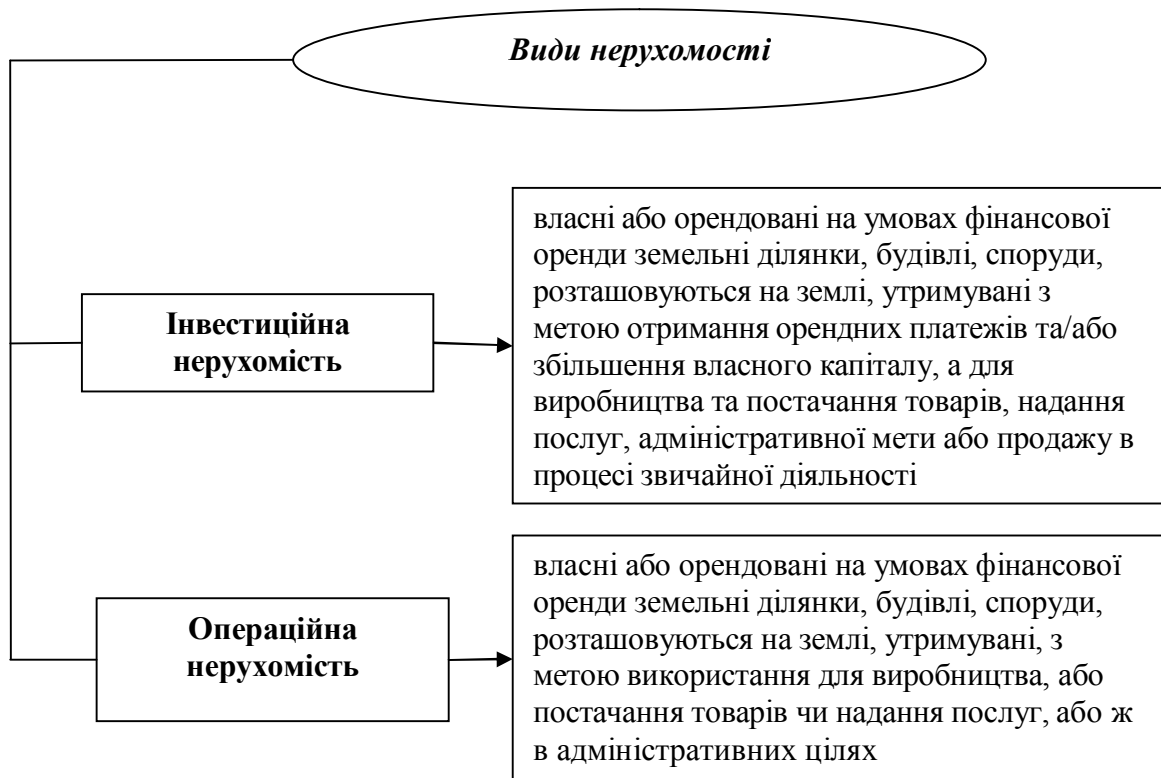 Види нерухомості
власні або орендовані на умовах фінансової
оренди земельні ділянки, будівлі, споруди,
розташовуються на землі, утримувані з
метою отримання орендних платежів та/або
збільшення власного капіталу, а для
виробництва та постачання товарів, надання
послуг, адміністративної мети або продажу в
процесі звичайної діяльності
Інвестиційна
нерухомість
власні або орендовані на умовах фінансової
оренди земельні ділянки, будівлі, споруди,
розташовуються на землі, утримувані, з
метою використання для виробництва, або
постачання товарів чи надання послуг, або ж
в адміністративних цілях
Операційна
нерухомість